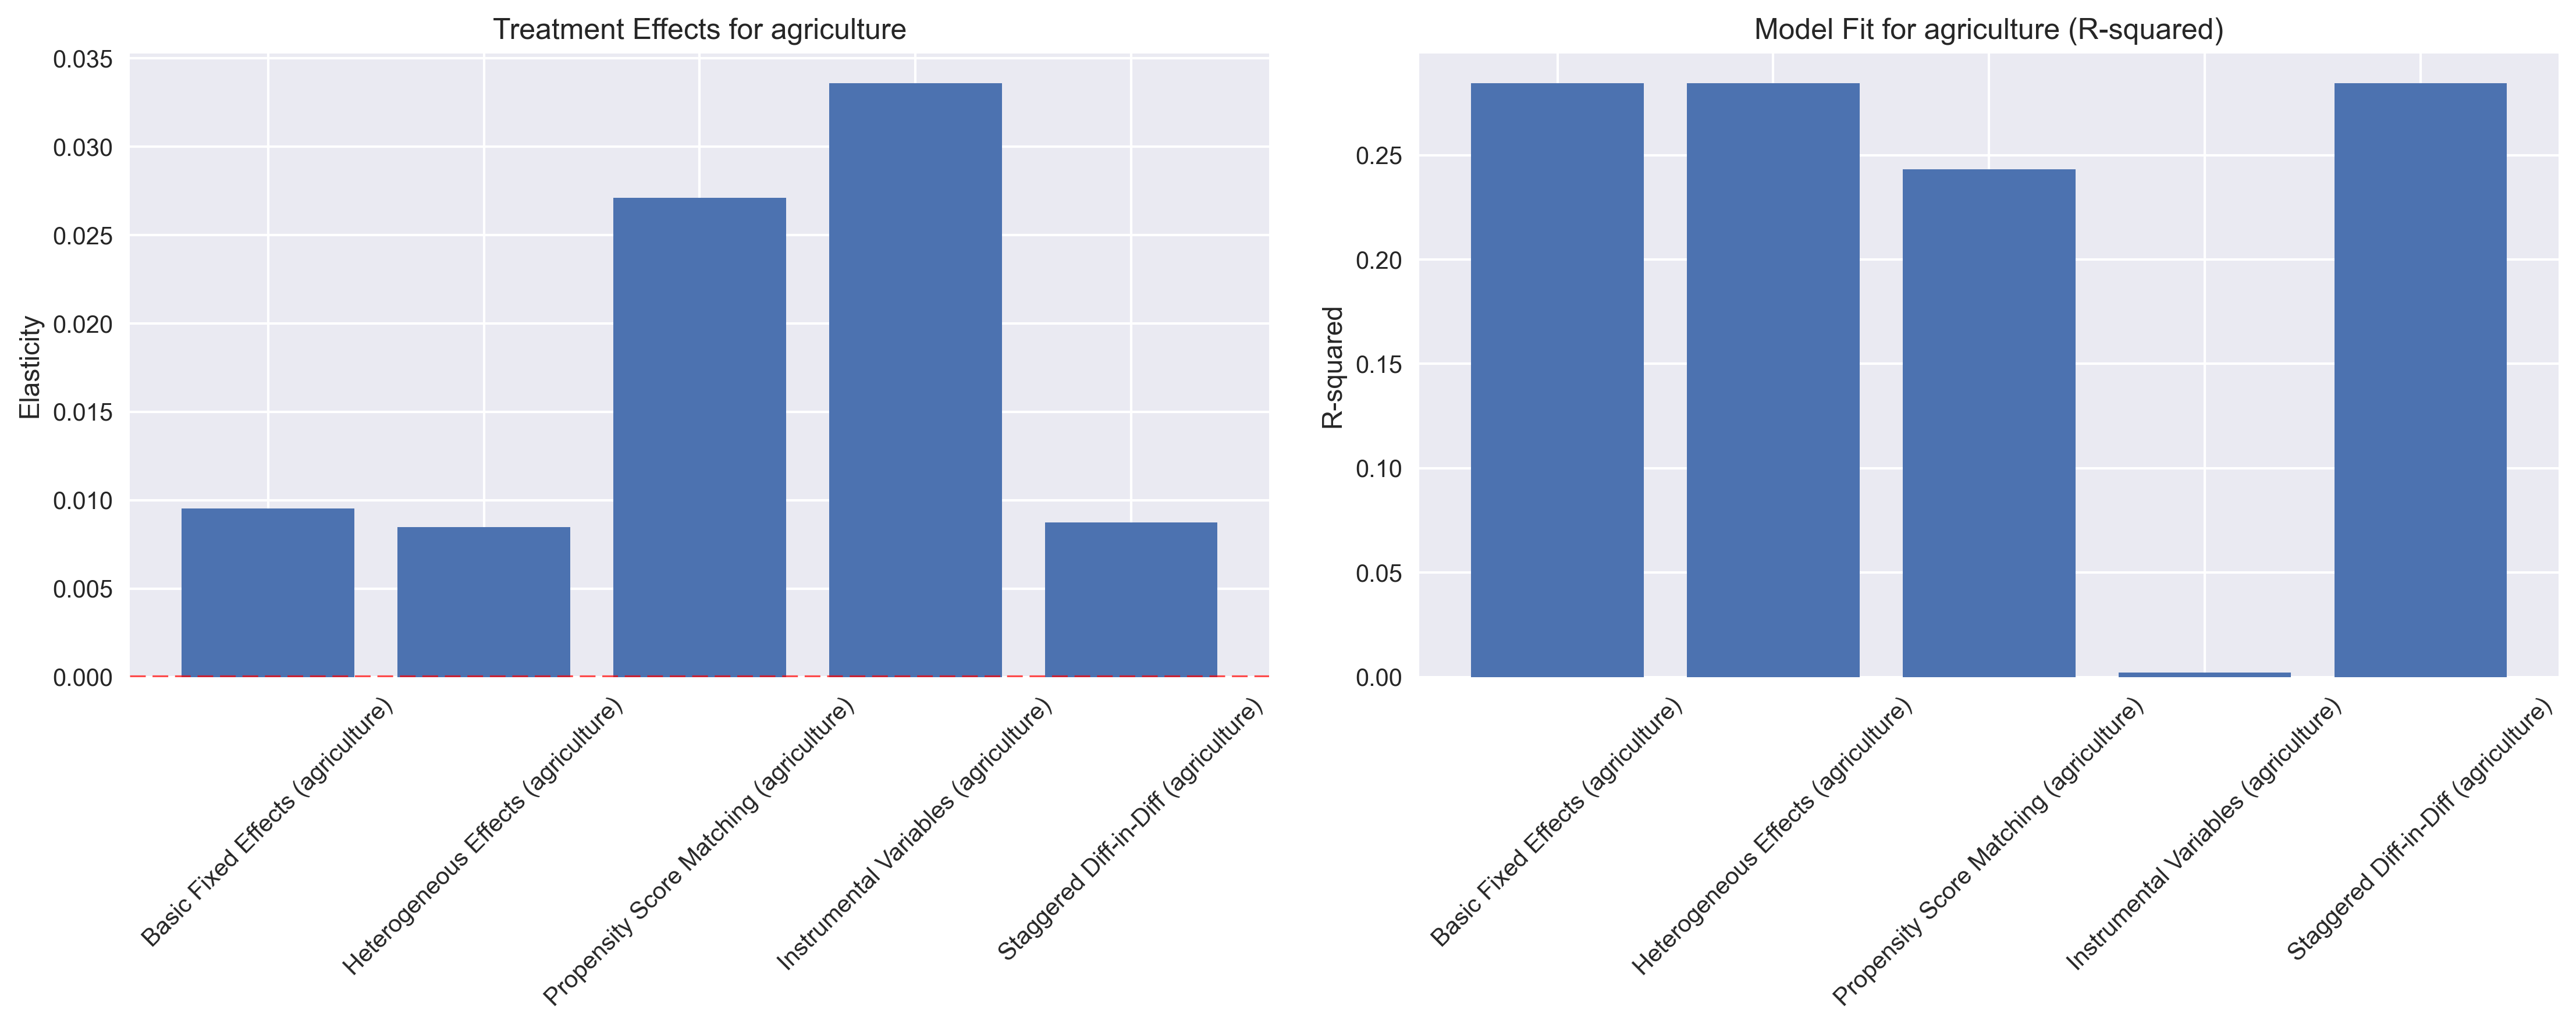 Treatment Effects for agriculture
Elasticity
0.035
0.030
0.025
0.020
0.015
0.010
0.005
0.000
Basic Fixed Effects (agriculture)
Heterogeneous Effects (agriculture)
Propensity Score Matching (agriculture)
Instrumental Variables (agriculture)
Staggered Diff-in-Diff (agriculture)
Model Fit for agriculture (R-squared)
R-squared
0.25
0.20
0.15
0.10
0.05
0.00
Basic Fixed Effects (agriculture)
Heterogeneous Effects (agriculture)
Propensity Score Matching (agriculture)
Instrumental Variables (agriculture)
Staggered Diff-in-Diff (agriculture)